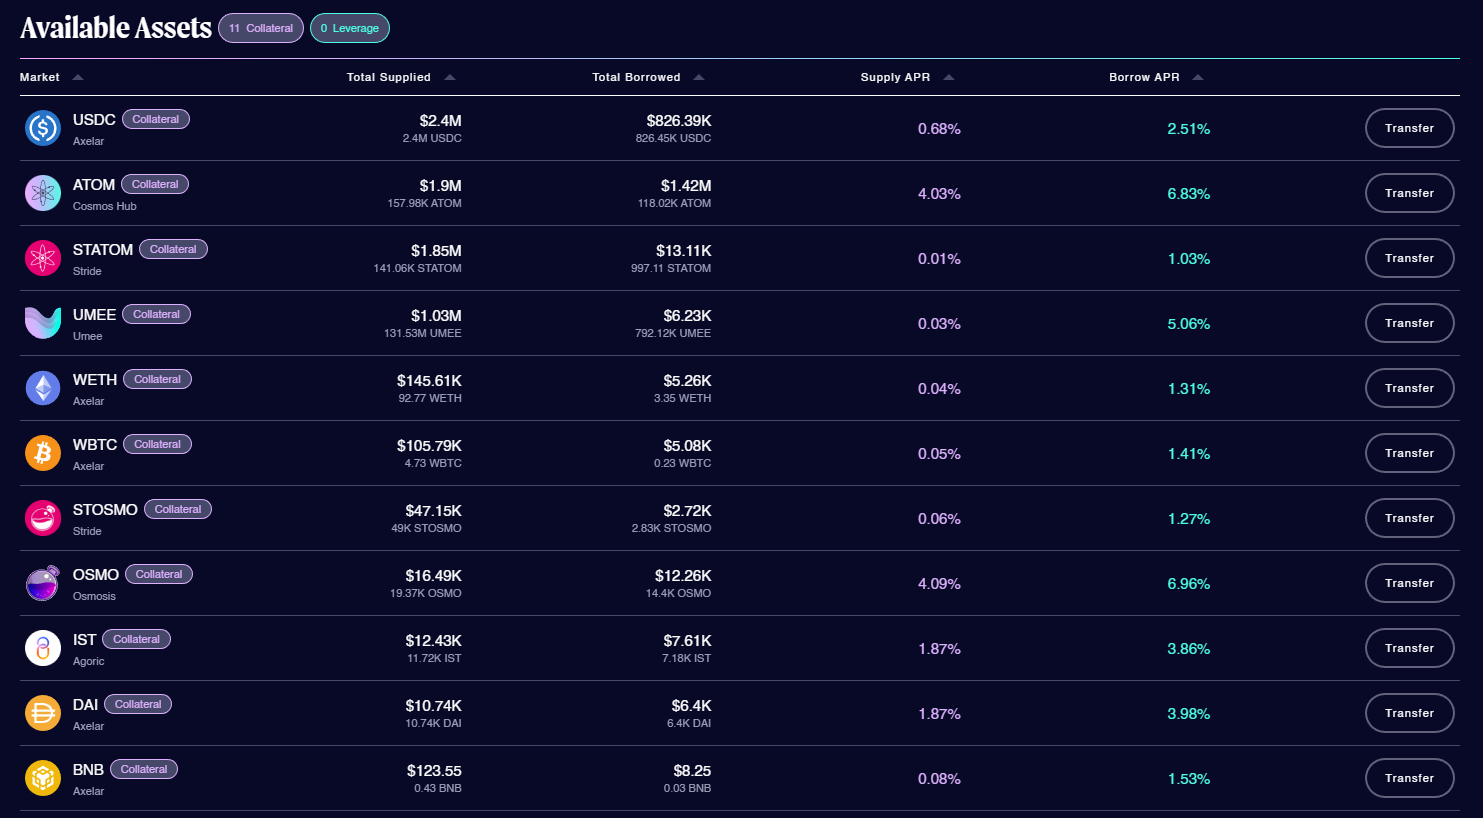 Available Assets 11 Collateral 0 Leverage
Market Total Supplied Total Borrowed Supply APR Borrow APR
USDC Collateral $2.4M $826.39K 0.68% 2.51% Transfer
Axelar 2.4M USDC 826.45K USDC
ATOM Collateral $1.9M $1.42M 4.03% 6.83% Transfer
Cosmos Hub 157.98K ATOM 118.02K ATOM
STATOM Collateral $1.85M $13.11K 0.01% 1.03% Transfer
Stride 141.06K STATOM 997.11 STATOM
UMEE Collateral $1.03M $6.23K 0.03% 5.06% Transfer
Umee 131.53M UMEE 792.12K UMEE
WETH Collateral $145.61K $5.26K 0.04% 1.31% Transfer
Axelar 92.77 WETH 3.35 WETH
WBTC Collateral $105.79K $5.08K 0.05% 1.41% Transfer
Axelar 4.73 WBTC 0.23 WBTC
STOSMO Collateral $47.15K $2.72K 0.06% 1.27% Transfer
Stride 49K STOSMO 2.83K STOSMO
OSMO Collateral $16.49K $12.26K 4.09% 6.96% Transfer
Osmosis 19.37K OSMO 14.4K OSMO
IST Collateral $12.43K $7.61K 1.87% 3.86% Transfer
Agoric 11.72K IST 7.18K IST
DAI Collateral $10.74K $6.4K 1.87% 3.98% Transfer
Axelar 10.74K DAI 6.4K DAI
BNB Collateral $123.55 $8.25 0.08% 1.53% Transfer
Axelar 0.43 BNB 0.03 BNB